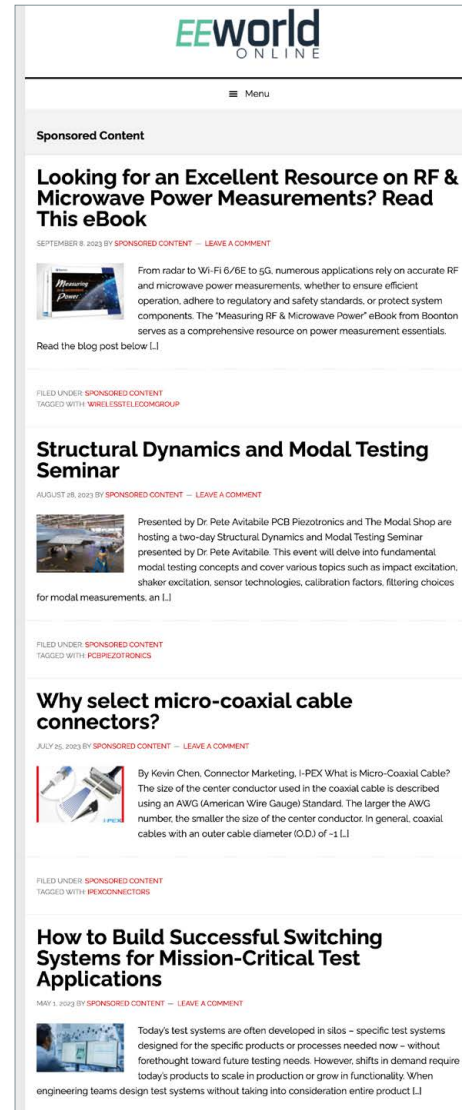 EEWorld
ONLINE
≡ Menu
Sponsored Content
Looking for an Excellent Resource on RF &
Microwave Power Measurements? Read
This eBook
SEPTEMBER 8, 2023 BY SPONSORED CONTENT — LEAVE A COMMENT
Measuring
Power
From radar to Wi-Fi 6/6E to 5G, numerous applications rely on accurate RF
and microwave power measurements, whether to ensure efficient
operation, adhere to regulatory and safety standards, or protect system
components. The "Measuring RF & Microwave Power" eBook from Boonton
serves as a comprehensive resource on power measurement essentials.
Read the blog post below [...]
FILED UNDER: SPONSORED CONTENT
TAGGED WITH: WIRELESSTELECOMGROUP
Structural Dynamics and Modal Testing
Seminar
AUGUST 28, 2023 BY SPONSORED CONTENT — LEAVE A COMMENT
Presented by Dr. Pete Avitabile PCB Piezotronics and The Modal Shop are
hosting a two-day Structural Dynamics and Modal Testing Seminar
presented by Dr. Pete Avitabile. This event will delve into fundamental
modal testing concepts and cover various topics such as impact excitation,
shaker excitation, sensor technologies, calibration factors, filtering choices
for modal measurements, an [...]
FILED UNDER: SPONSORED CONTENT
TAGGED WITH: PCBPIEZOTRONICS
Why select micro-coaxial cable
connectors?
JULY 25, 2023 BY SPONSORED CONTENT — LEAVE A COMMENT
I-PEX
By Kevin Chen, Connector Marketing, I-PEX What is Micro-Coaxial Cable?
The size of the center conductor used in the coaxial cable is described
using an AWG (American Wire Gauge) Standard. The larger the AWG
number, the smaller the size of the center conductor. In general, coaxial
cables with an outer cable diameter (O.D.) of ~1 [...]
FILED UNDER: SPONSORED CONTENT
TAGGED WITH: IPEXCONNECTORS
How to Build Successful Switching
Systems for Mission-Critical Test
Applications
MAY 1, 2023 BY SPONSORED CONTENT — LEAVE A COMMENT
Today's test systems are often developed in silos – specific test systems
designed for the specific products or processes needed now – without
forethought toward future testing needs. However, shifts in demand require
today's products to scale in production or grow in functionality. When
engineering teams design test systems without taking into consideration entire product [...]